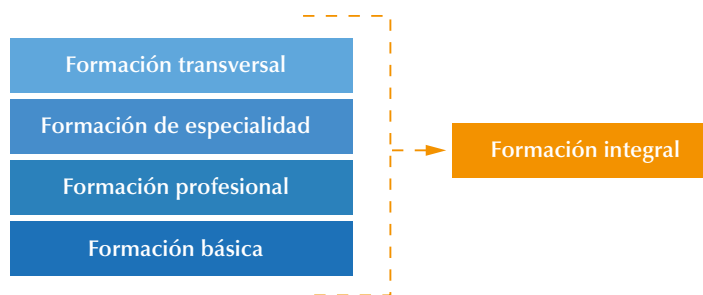 Formación transversal
Formación de especialidad
Formación profesional
Formación básica
Formación integral